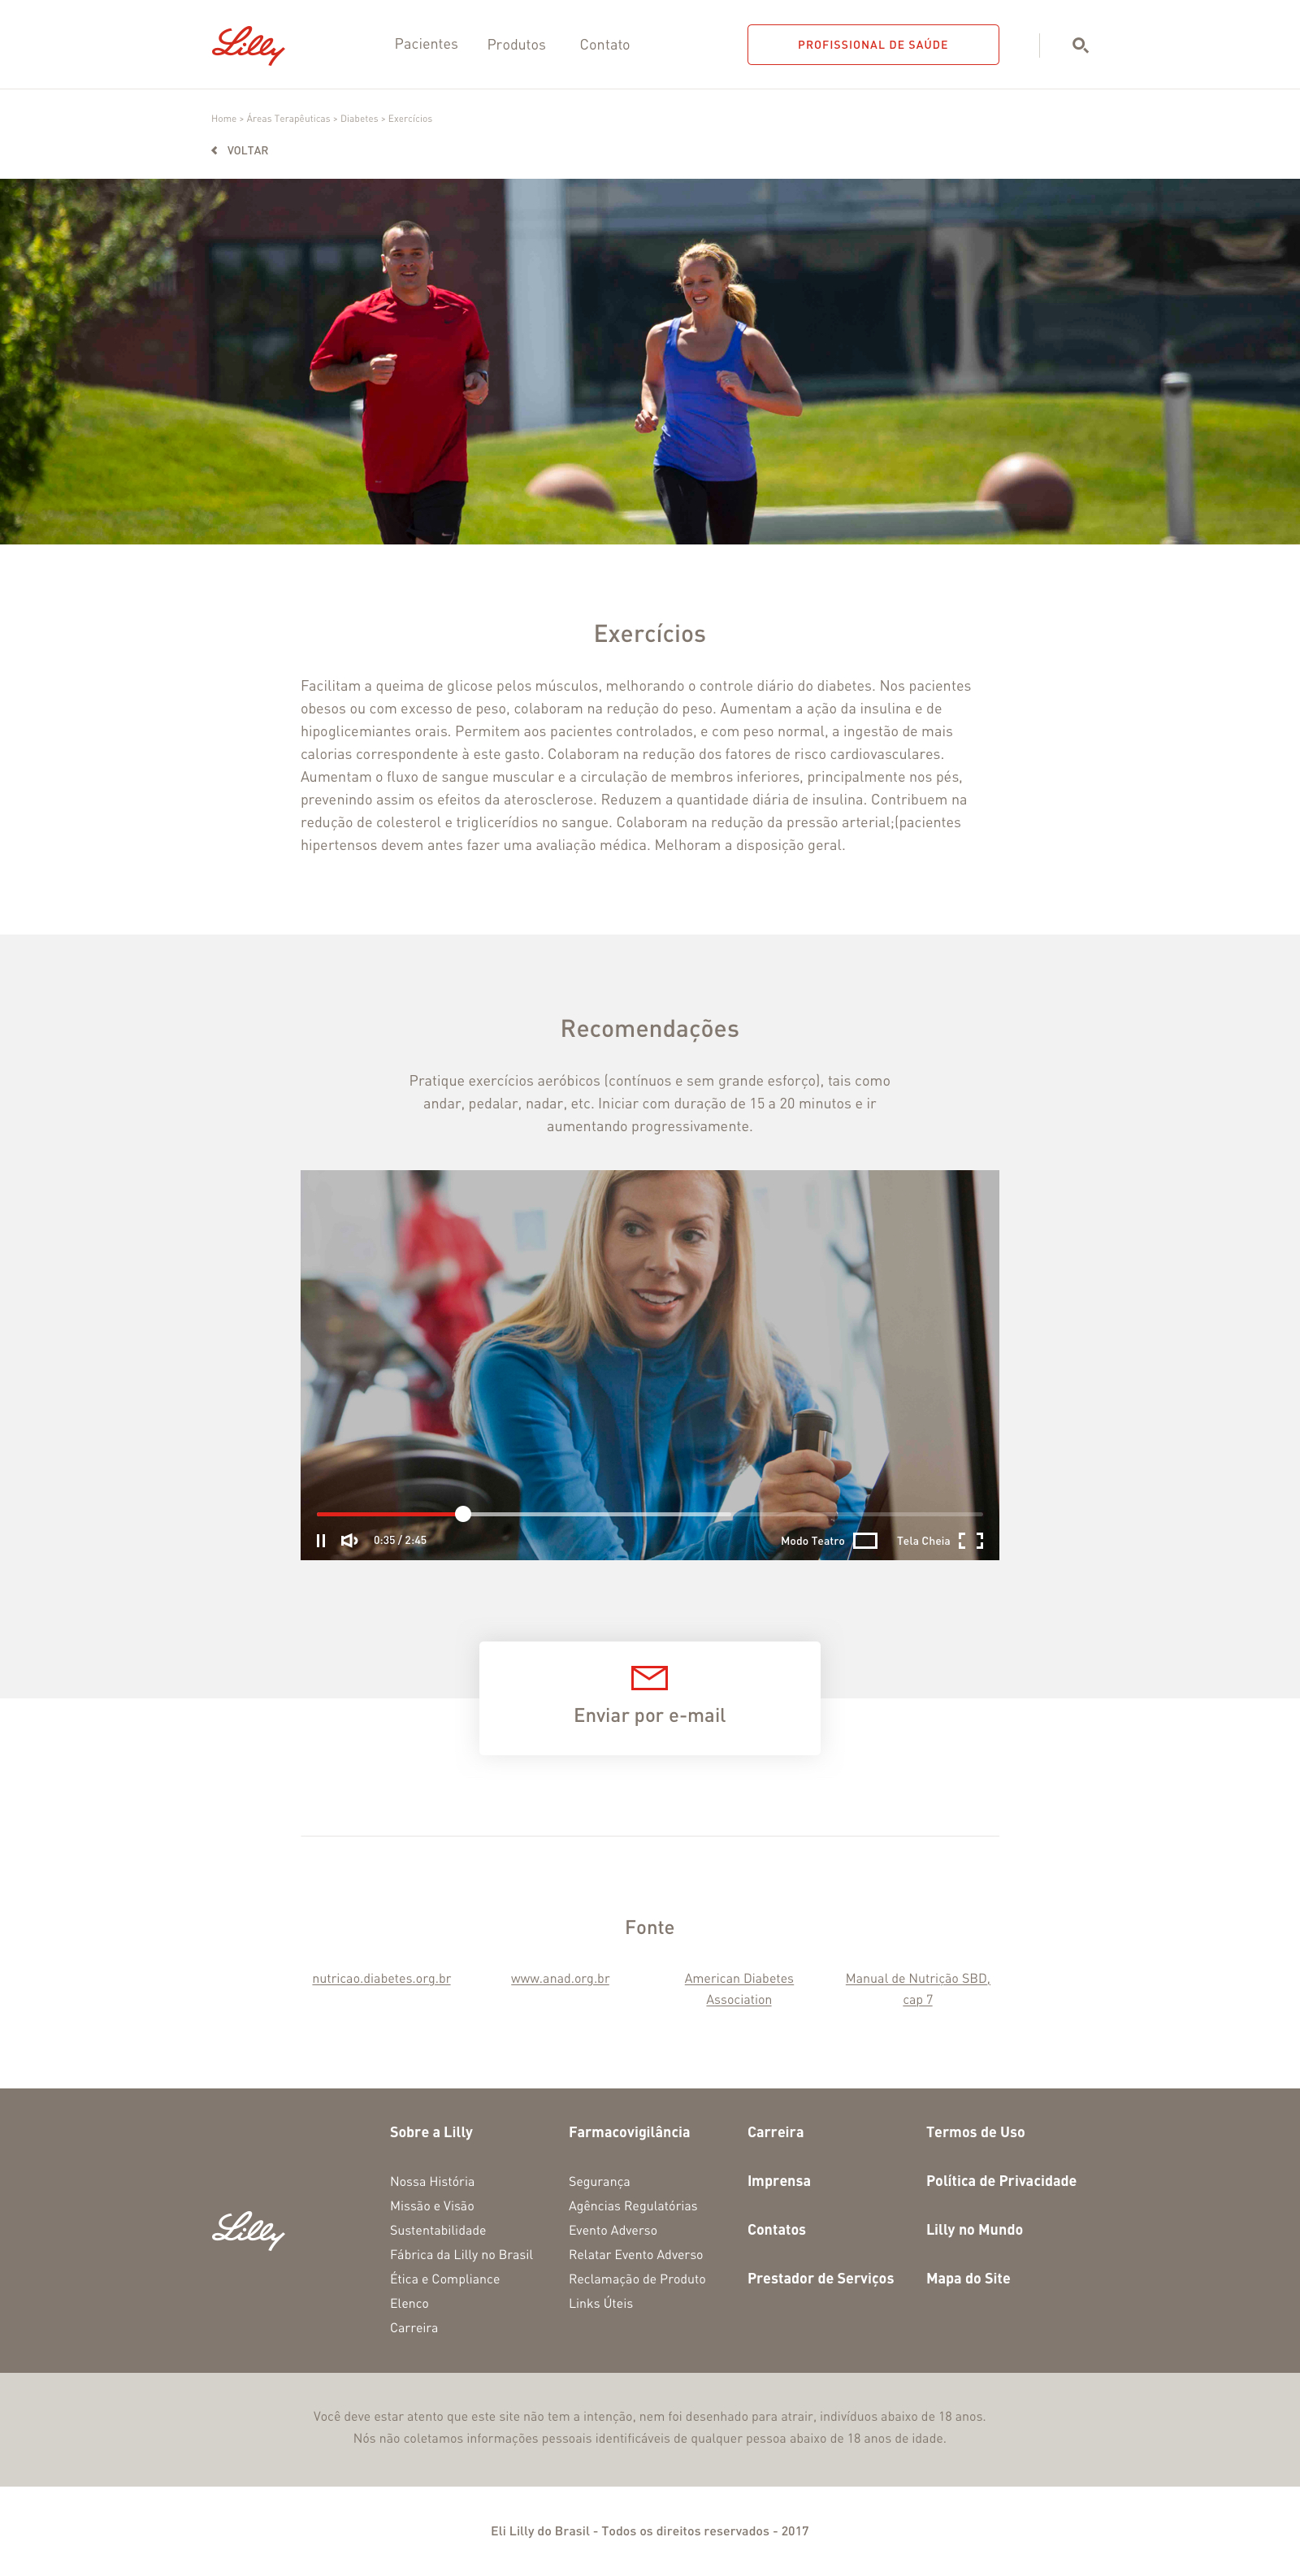 Lilly
Pacientes
Produtos
Contato
PROFISSIONAL DE SAÚDE
Home > Áreas Terapêuticas > Diabetes > Exercícios
VOLTAR
Exercícios
Facilitam a queima de glicose pelos músculos, melhorando o controle diário do diabetes. Nos pacientes
obesos ou com excesso de peso, colaboram na redução do peso. Aumentam a ação da insulina e de
hipoglicemiantes orais. Permitem aos pacientes controlados, e com peso normal, a ingestão de mais
calorias correspondente à este gasto. Colaboram na redução dos fatores de risco cardiovasculares.
Aumentam o fluxo de sangue muscular e a circulação de membros inferiores, principalmente nos pés,
prevenindo assim os efeitos da aterosclerose. Reduzem a quantidade diária de insulina. Contribuem na
redução de colesterol e triglicerídios no sangue. Colaboram na redução da pressão arterial;(pacientes
hipertensos devem antes fazer uma avaliação médica. Melhoram a disposição geral.
Recomendações
Pratique exercícios aeróbicos (contínuos e sem grande esforço), tais como
andar, pedalar, nadar, etc. Iniciar com duração de 15 a 20 minutos e ir
aumentando progressivamente.
0:35 / 2:45
Modo Teatro
Tela Cheia
Enviar por e-mail
Fonte
nutricao.diabetes.org.br
www.anad.org.br
American Diabetes
Association
Manual de Nutricão SBD,
cap 7
Lilly
Sobre a Lilly
Nossa História
Missão e Visão
Sustentabilidade
Fábrica da Lilly no Brasil
Ética e Compliance
Elenco
Carreira
Farmacovigilância
Segurança
Agências Regulatórias
Evento Adverso
Relatar Evento Adverso
Reclamação de Produto
Links Úteis
Carreira
Imprensa
Contatos
Prestador de Serviços
Termos de Uso
Política de Privacidade
Lilly no Mundo
Mapa do Site
Você deve estar atento que este site não tem a intenção, nem foi desenhado para atrair, indivíduos abaixo de 18 anos.
Nós não coletamos informações pessoais identificáveis de qualquer pessoa abaixo de 18 anos de idade.
Eli Lilly do Brasil - Todos os direitos reservados - 2017